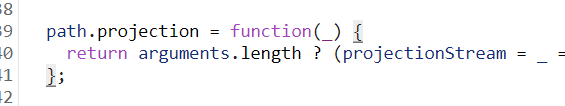 38
39 path.projection = function(_) {
40 return arguments.length ? (projectionStream = _ =
41 };
42